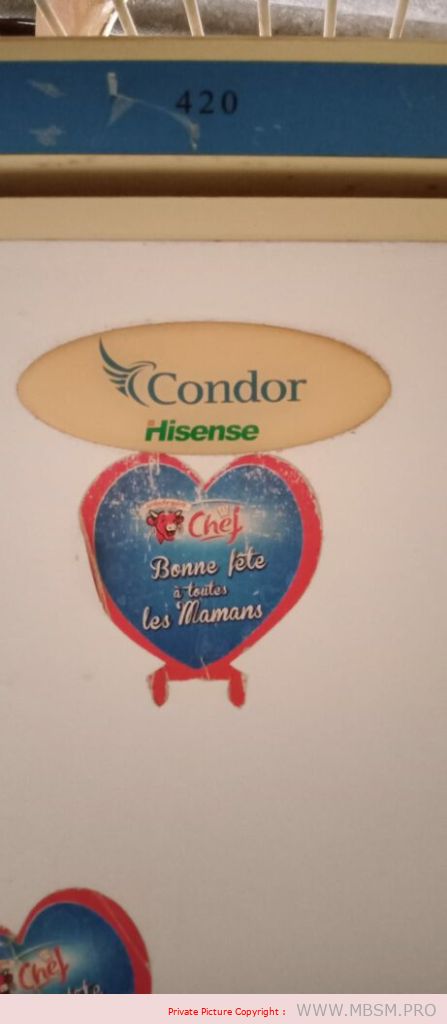 420
Condor
Hisense
Chef
Bonne fête
à toutes
les Mamans
Chef
Private Picture Copyright : WWW.MBSM.PRO